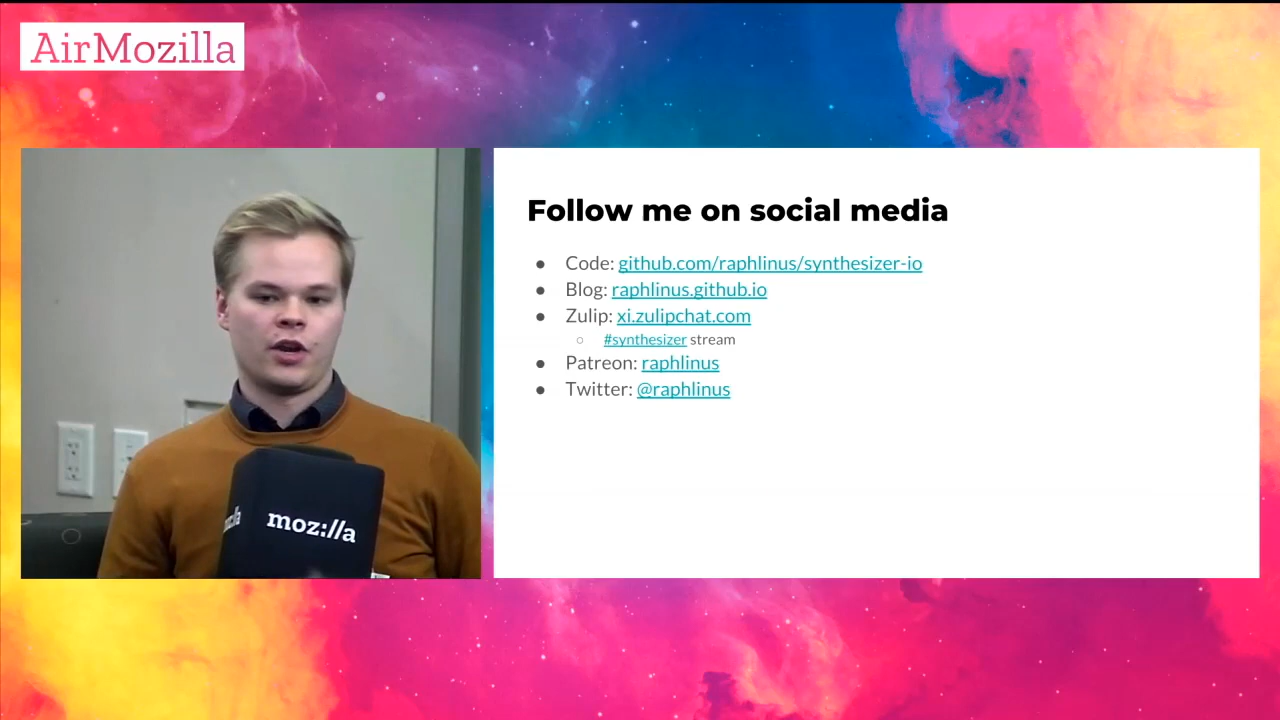 AirMozilla
Follow me on social media
● Code: github.com/raphlinus/synthesizer-io
● Blog: raphlinus.github.io
● Zulip: xi.zulipchat.com
○ #synthesizer stream
● Patreon: raphlinus
● Twitter: @raphlinus
moz://a